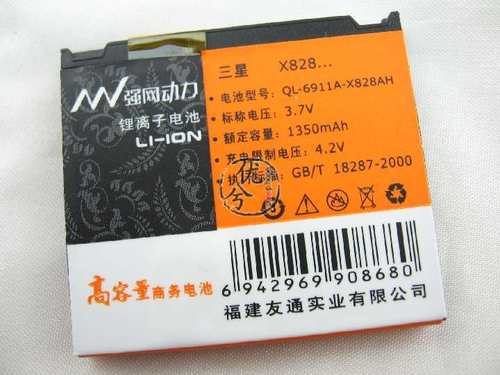 强网动力
锂离子电池
LI-ION
三星 X828...
电池型号: QL-6911A-X828AH
标称电压: 3.7V
额定容量: 1350mAh
充电限制电压: 4.2V
执 GB/T 18287-2000
优兮
高容量商务电池
6 942969 908680
福建友通实业有限公司